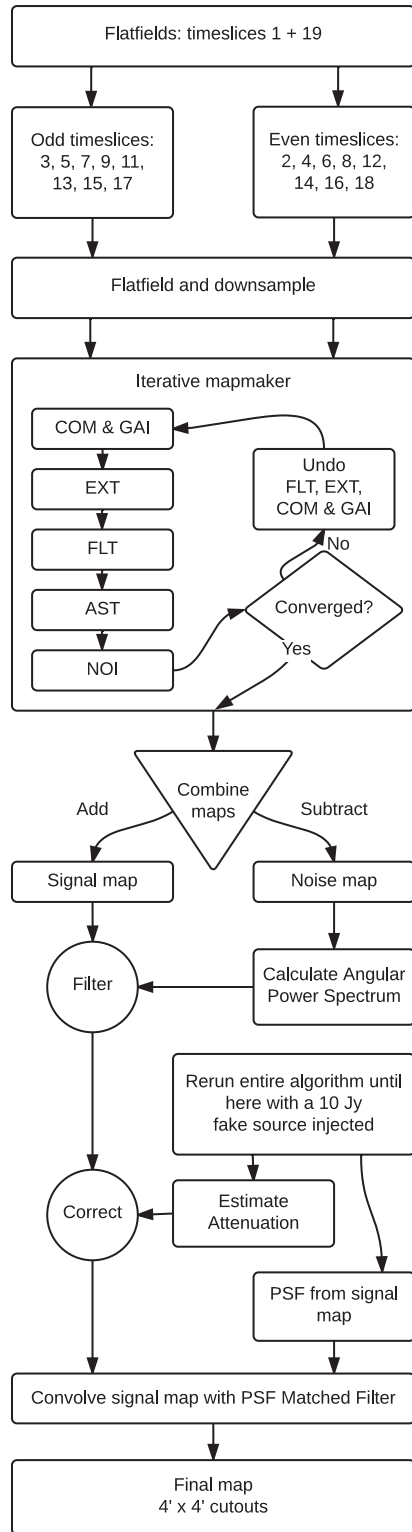 Flatfields: timeslices 1 + 19
Odd timeslices:
3, 5, 7, 9, 11,
13, 15, 17
Even timeslices:
2, 4, 6, 8, 12,
14, 16, 18
Flatfield and downsample
Iterative mapmaker
COM & GAI
EXT
FLT
AST
NOI
Undo
FLT, EXT,
COM & GAI
No
Converged?
Yes
Combine
maps
Add
Subtract
Signal map
Noise map
Filter
Calculate Angular
Power Spectrum
Rerun entire algorithm until
here with a 10 Jy
fake source injected
Correct
Estimate
Attenuation
PSF from signal
map
Convolve signal map with PSF Matched Filter
Final map
4' x 4' cutouts